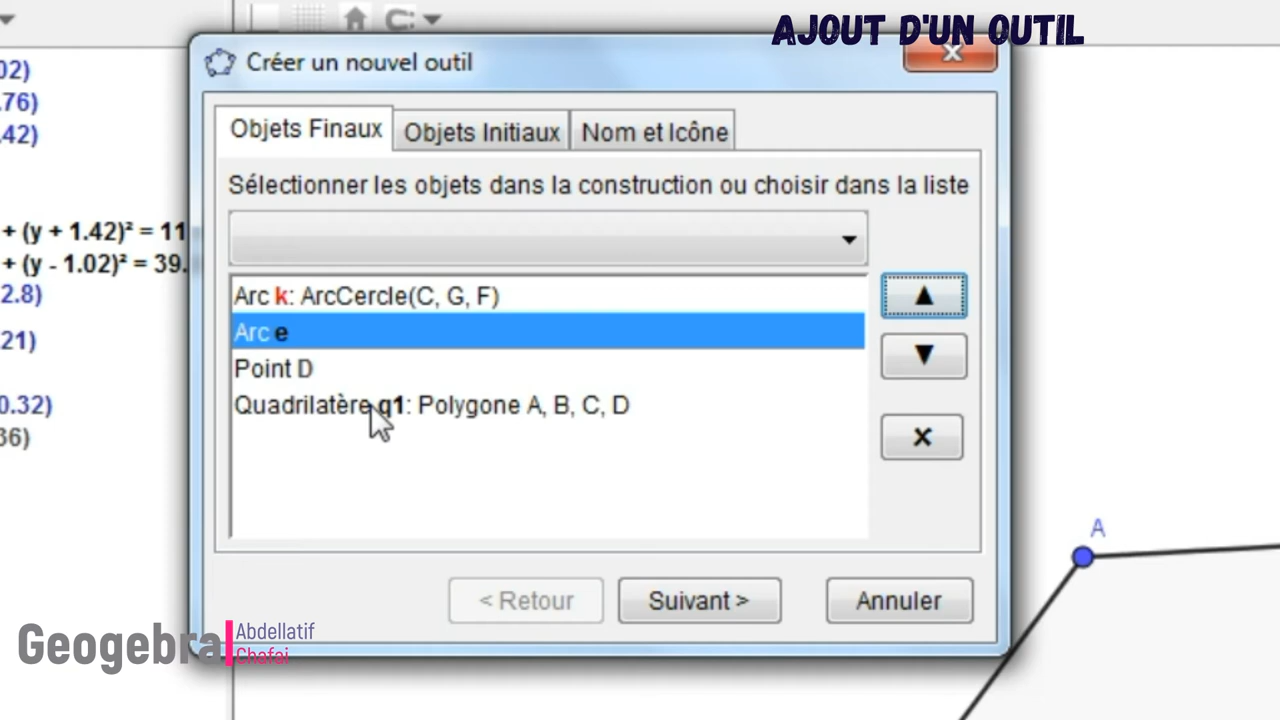 AJOUT D'UN OUTIL
02)
.76)
.42)
+ (y + 1.42)² = 11
+ (y - 1.02)² = 39.
2.8)
21)
0.32)
36)
Créer un nouvel outil
Objets Finaux
Objets Initiaux
Nom et Icône
Sélectionner les objets dans la construction ou choisir dans la liste
Arc k: ArcCercle(C, G, F)
Arc e
Point D
Quadrilatère q1: Polygone A, B, C, D
< Retour
Suivant >
Annuler
A
Geogebra
Abdellatif
Chafai